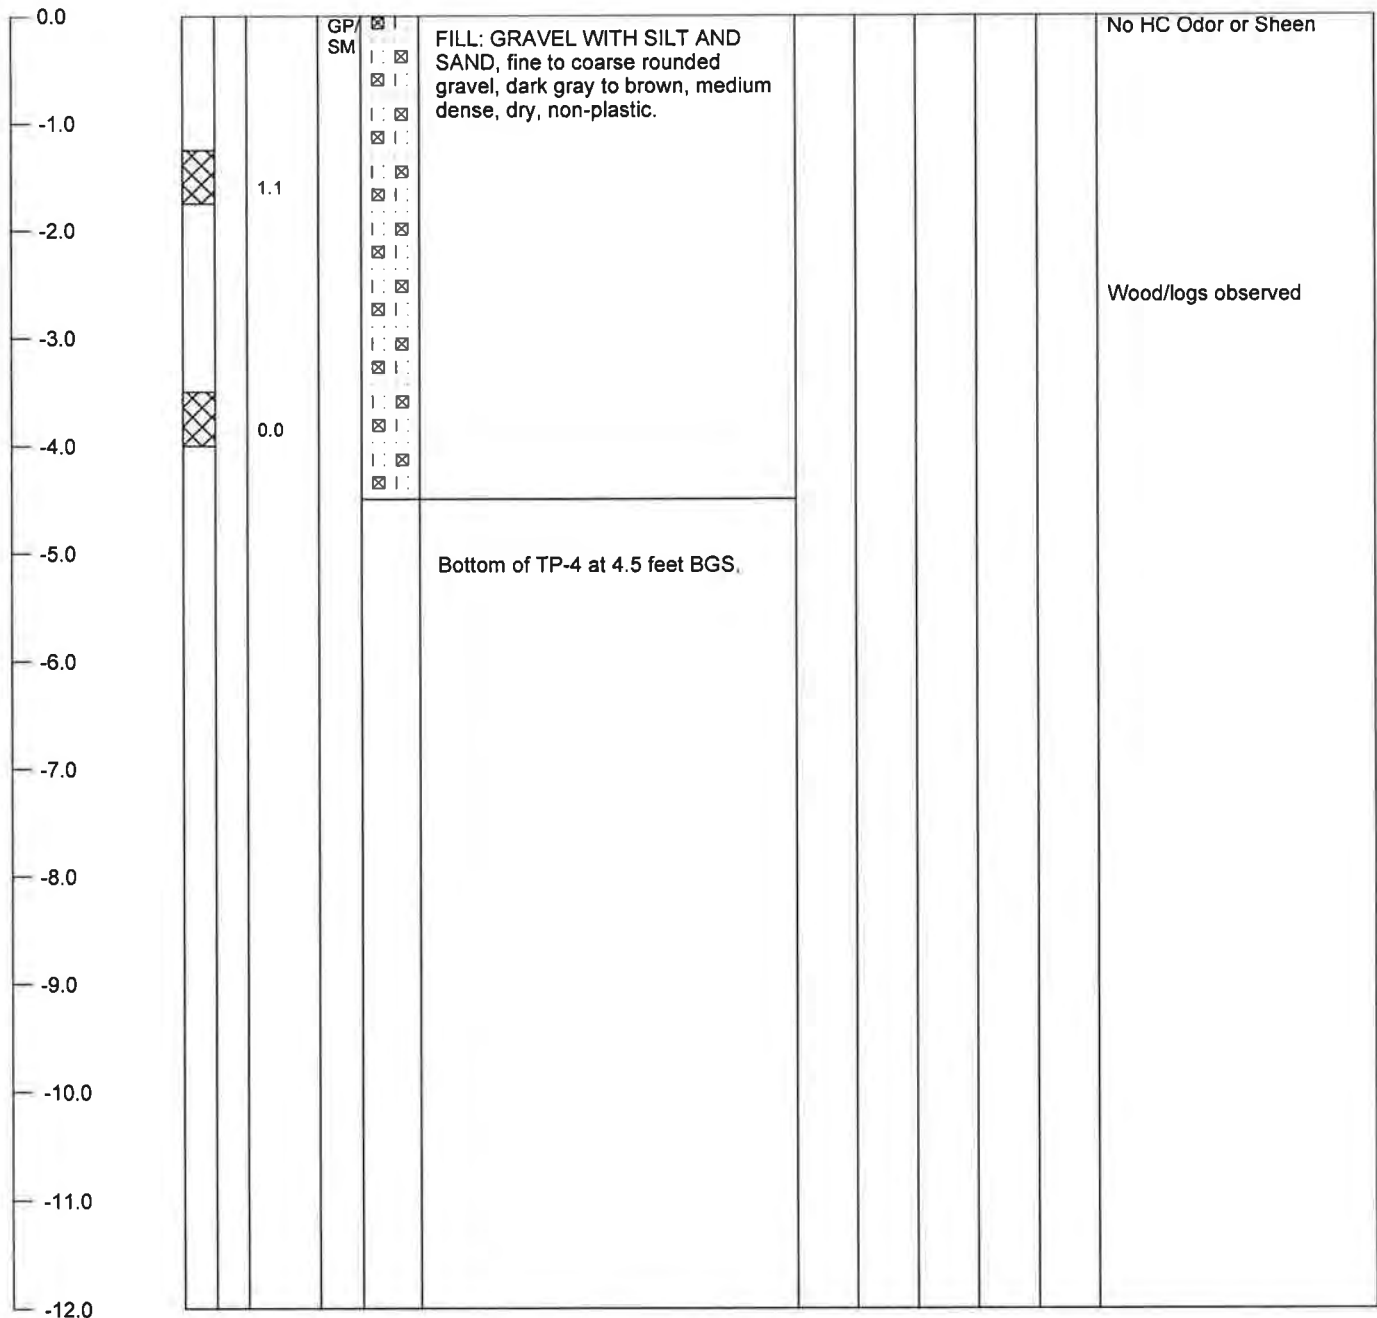 0.0
GP/
SM
FILL: GRAVEL WITH SILT AND
SAND, fine to coarse rounded
gravel, dark gray to brown, medium
dense, dry, non-plastic.
No HC Odor or Sheen
-1.0
1.1
-2.0
Wood/logs observed
-3.0
0.0
-4.0
-5.0
Bottom of TP-4 at 4.5 feet BGS.
-6.0
-7.0
-8.0
-9.0
-10.0
-11.0
-12.0